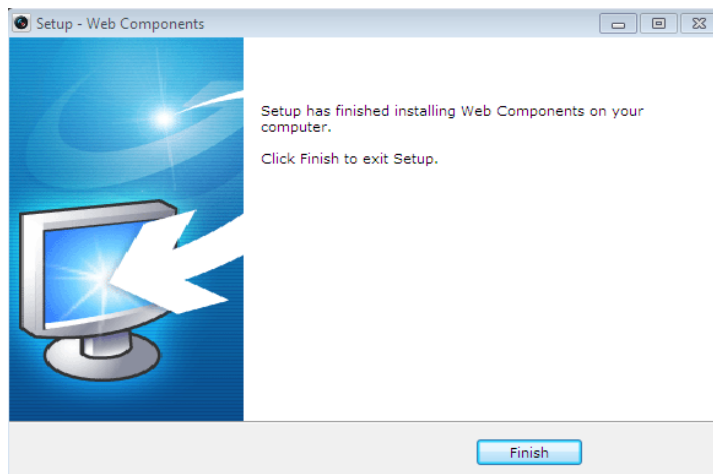 Setup - Web Components
Setup has finished installing Web Components on your
computer.
Click Finish to exit Setup.
Finish